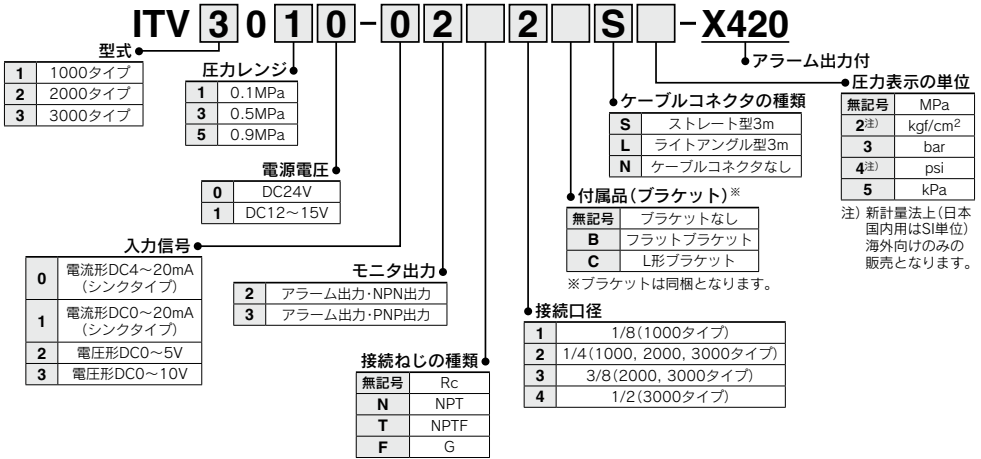 ITV 3 0 1 0 - 0 2 2 S - X420
型式
1 1000タイプ
2 2000タイプ
3 3000タイプ
圧力レンジ
1 0.1MPa
3 0.5MPa
5 0.9MPa
電源電圧
0 DC24V
1 DC12～15V
入力信号
0 電流形DC4～20mA
（シンクタイプ）
1 電流形DC0～20mA
（シンクタイプ）
2 電圧形DC0～5V
3 電圧形DC0～10V
モニタ出力
2 アラーム出力・NPN出力
3 アラーム出力・PNP出力
接続ねじの種類
無記号 Rc
N NPT
T NPTF
F G
接続口径
1 1/8（1000タイプ）
2 1/4（1000, 2000, 3000タイプ）
3 3/8（2000, 3000タイプ）
4 1/2（3000タイプ）
付属品（ブラケット）※
無記号 ブラケットなし
B フラットブラケット
C L形ブラケット
※ブラケットは同梱となります。
ケーブルコネクタの種類
S ストレート型3m
L ライトアングル型3m
N ケーブルコネクタなし
アラーム出力付
圧力表示の単位
無記号 MPa
2注） kgf/cm2
3 bar
4注） psi
5 kPa
注）新計量法上（日本
国内用はSI単位）
海外向けのみの
販売となります。